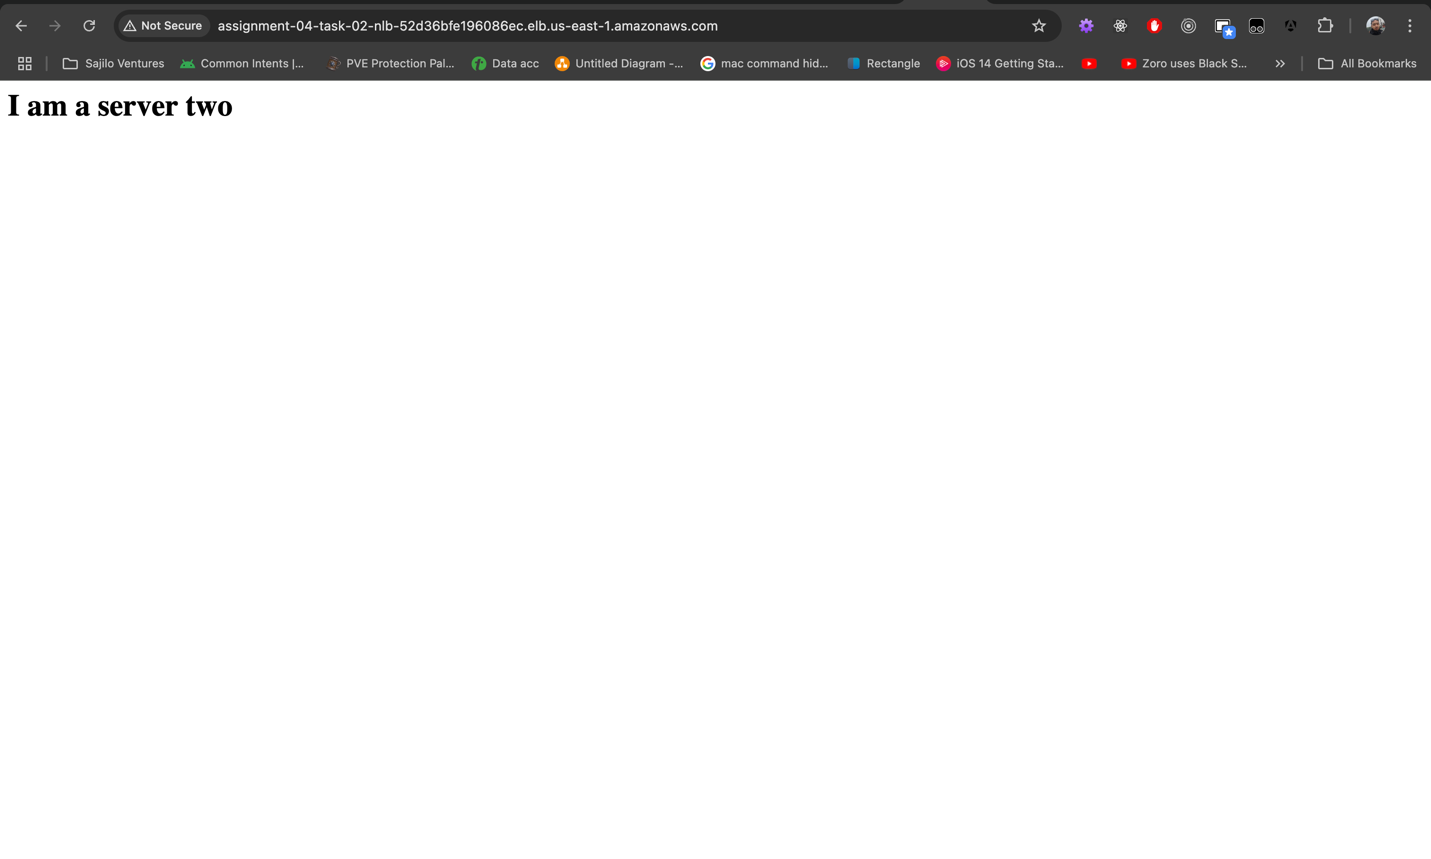 Not Secure assignment-04-task-02-nlb-52d36bfe196086ec.elb.us-east-1.amazonaws.com
Sajilo Ventures Common Intents |... PVE Protection Pal... Data acc Untitled Diagram -... mac command hid... Rectangle iOS 14 Getting Sta... Zoro uses Black S... All Bookmarks
I am a server two